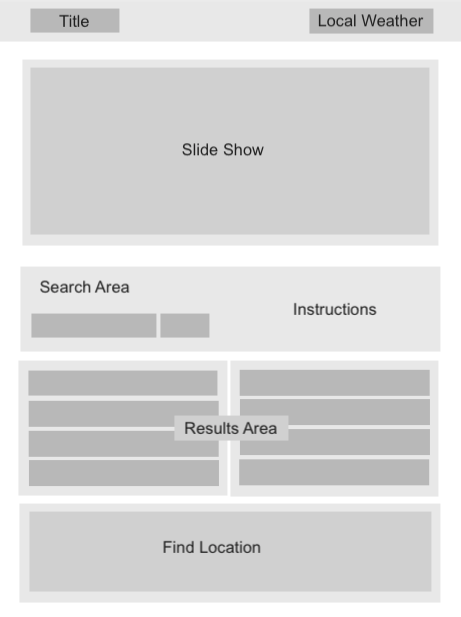 Title
Local Weather
Slide Show
Search Area
Instructions
Results Area
Find Location